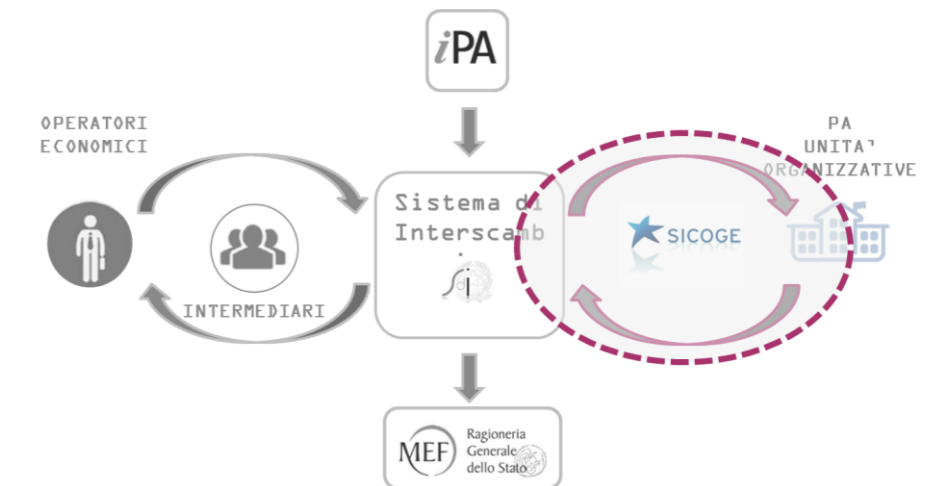 iPA
OPERATORI
ECONOMICI
PA
UNITA'
ORGANIZZATIVE
Sistema di
Interscamb
SICOGE
INTERMEDIARI
MEF
Ragioneria
Generale
dello Stato